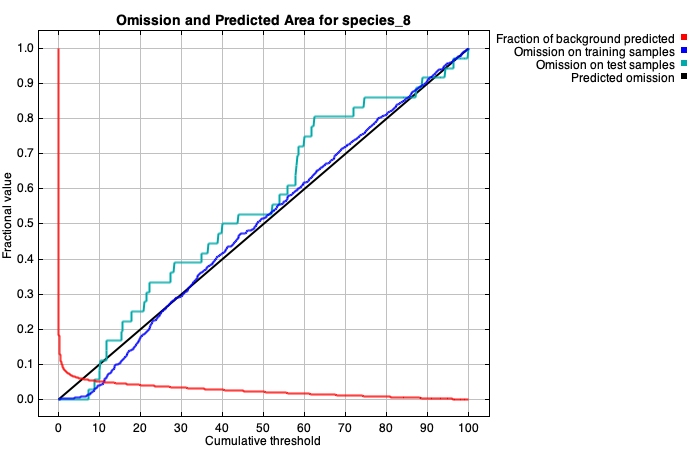 Omission and Predicted Area for species_8
Fraction of background predicted
Omission on training samples
Omission on test samples
Predicted omission
Fractional value
1.0
0.9
0.8
0.7
0.6
0.5
0.4
0.3
0.2
0.1
0.0
0 10 20 30 40 50 60 70 80 90 100
Cumulative threshold